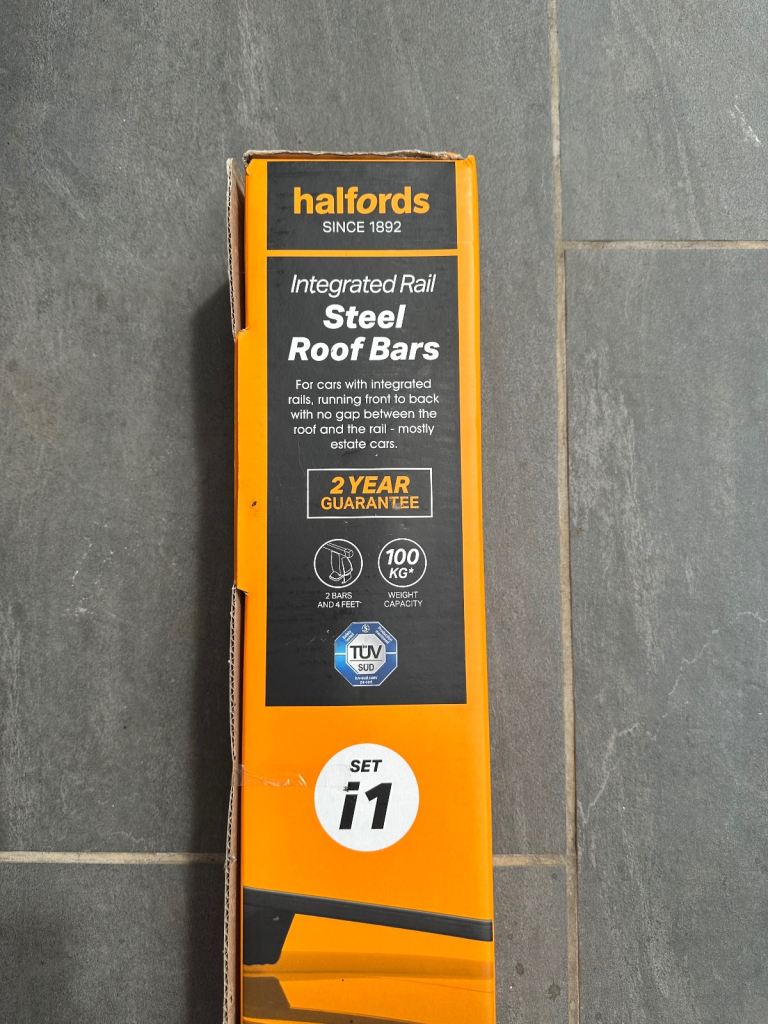 halfords
SINCE 1892
Integrated Rail
Steel
Roof Bars
For cars with integrated
rails, running front to back
with no gap between the
roof and the rail - mostly
estate cars.
2 YEAR
GUARANTEE
100
KG*
2 BARS
AND 4 FEET
WEIGHT
CAPACITY
TÜV
SÜD
SET
i1